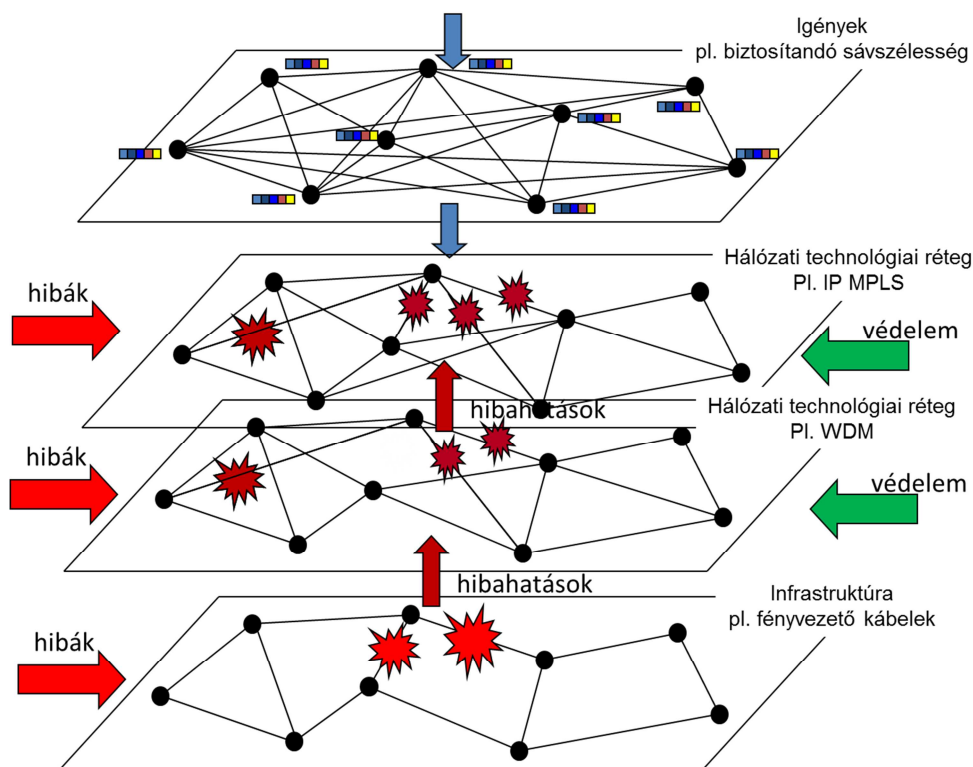 Igények
pl. biztosítandó sávszélesség
Hálózati technológiai réteg
Pl. IP MPLS
hibák
védelem
hibahatások
Hálózati technológiai réteg
Pl. WDM
hibák
védelem
hibahatások
Infrastruktúra
pl. fényvezető kábelek
hibák